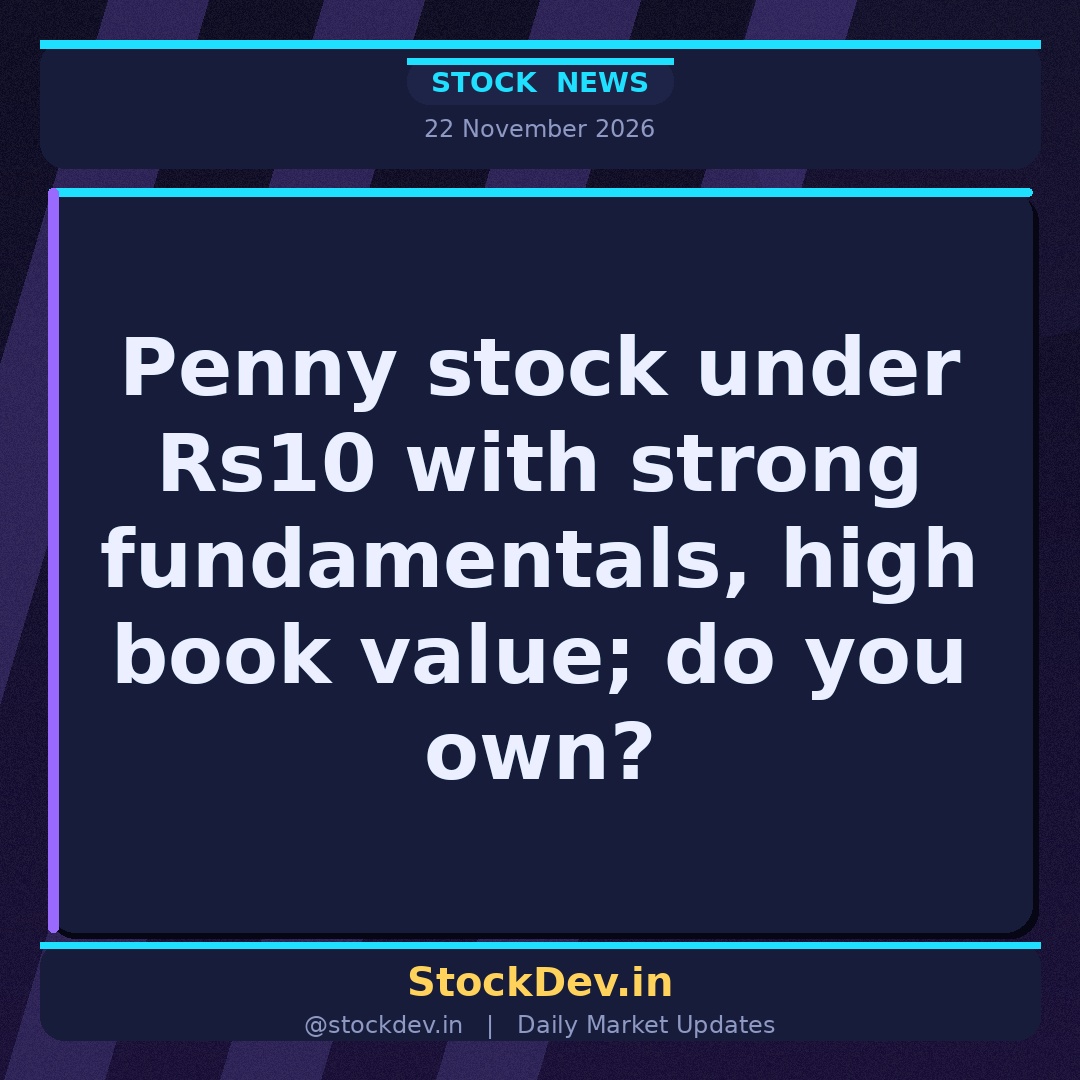 STOCK NEWS
22 November 2026
Penny stock under
Rs10 with strong
fundamentals, high
book value; do you
own?
StockDev.in
@stockdev.in | Daily Market Updates